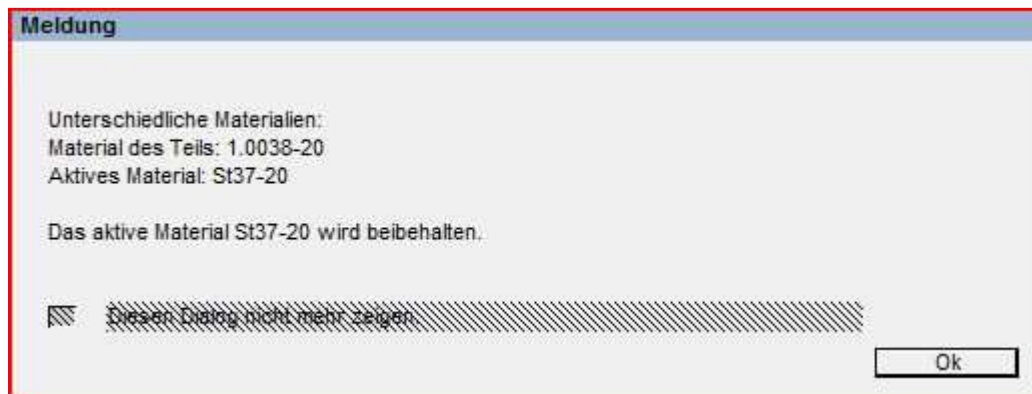 Meldung
Unterschiedliche Materialien:
Material des Teils: 1.0038-20
Aktives Material: St37-20
Das aktive Material St37-20 wird beibehalten.
Diesen Dialog nicht mehr zeigen.
Ok